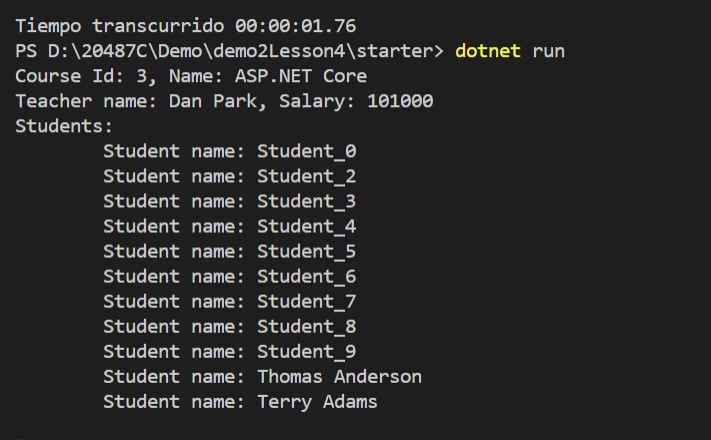 Tiempo transcurrido 00:00:01.76
PS D:\20487C\Demo\demo2Lesson4\starter> dotnet run
Course Id: 3, Name: ASP.NET Core
Teacher name: Dan Park, Salary: 101000
Students:
        Student name: Student_0
        Student name: Student_2
        Student name: Student_3
        Student name: Student_4
        Student name: Student_5
        Student name: Student_6
        Student name: Student_7
        Student name: Student_8
        Student name: Student_9
        Student name: Thomas Anderson
        Student name: Terry Adams